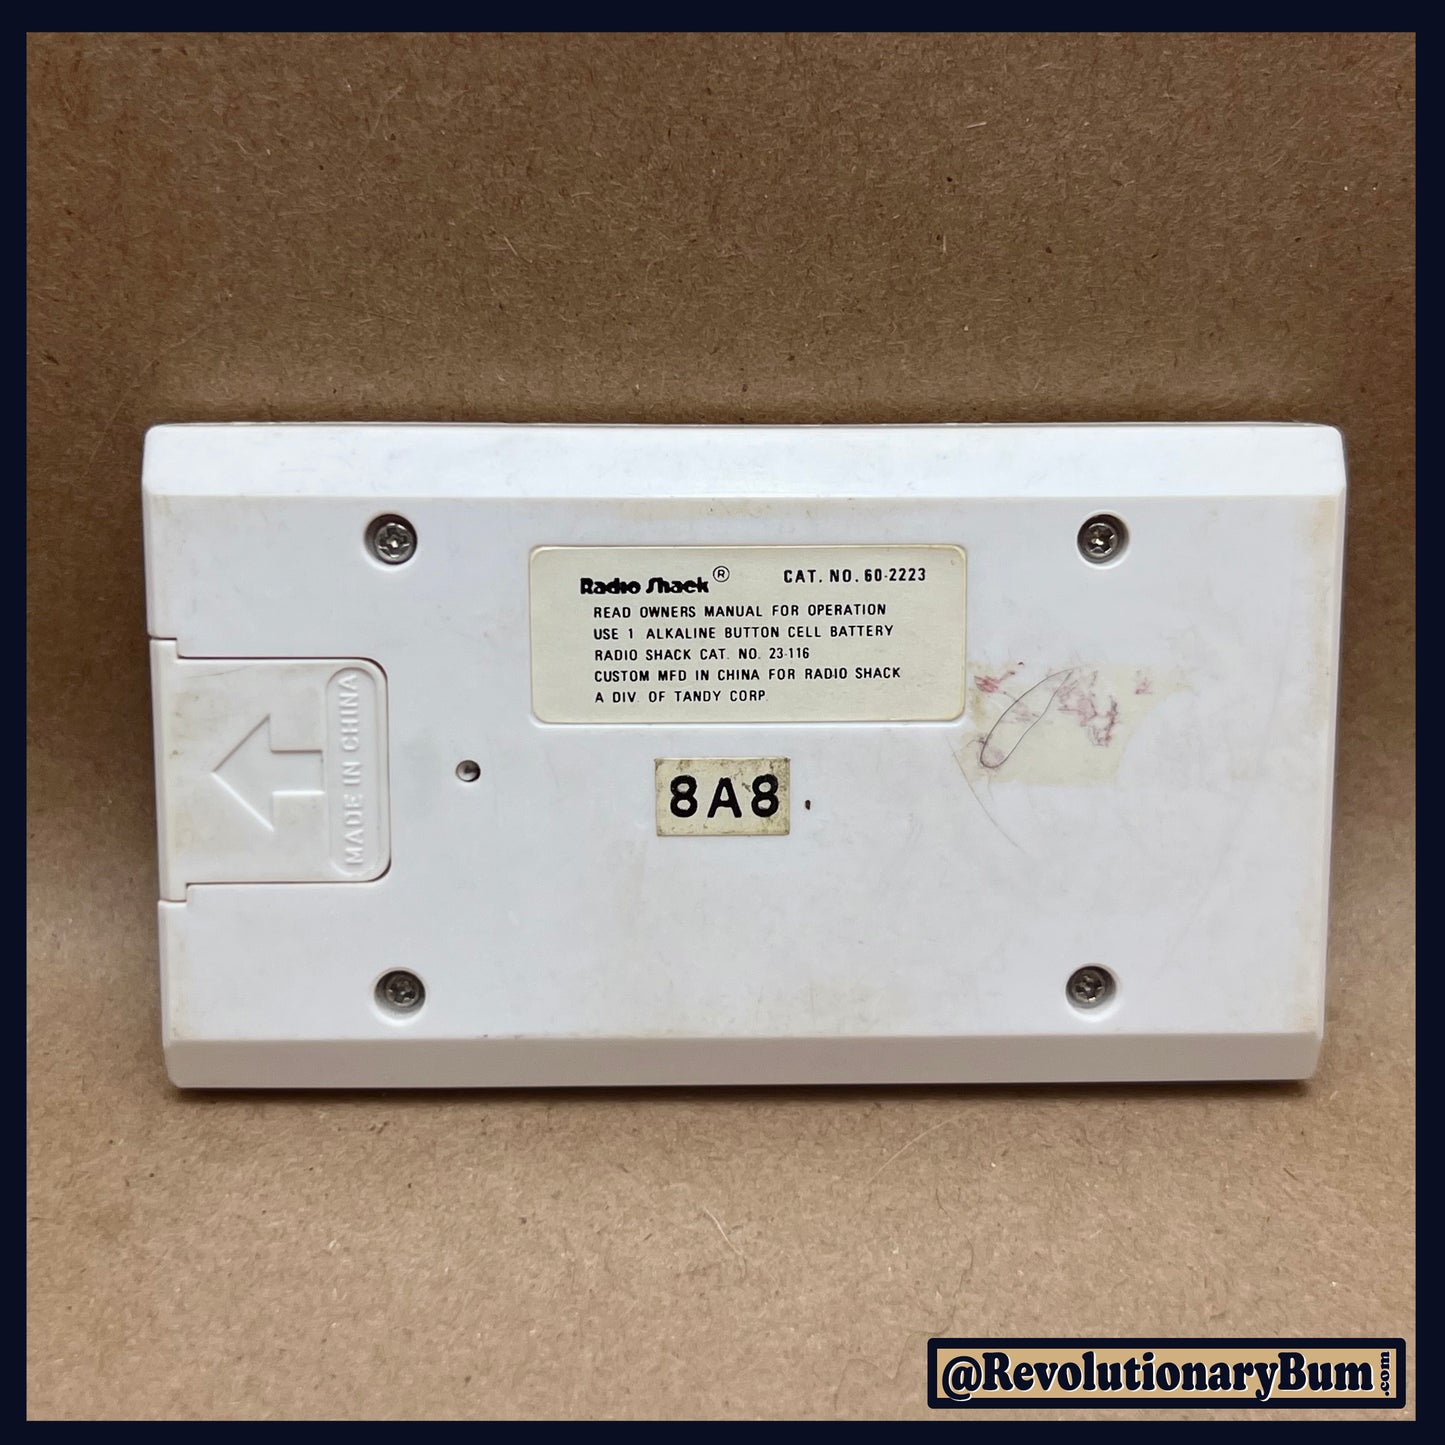 Radio Shack® CAT. NO. 60-2223
READ OWNERS MANUAL FOR OPERATION
USE 1 ALKALINE BUTTON CELL BATTERY
RADIO SHACK CAT. NO. 23-116
CUSTOM MFD IN CHINA FOR RADIO SHACK
A DIV. OF TANDY CORP.
MADE IN CHINA
8A8
@RevolutionaryBum.com